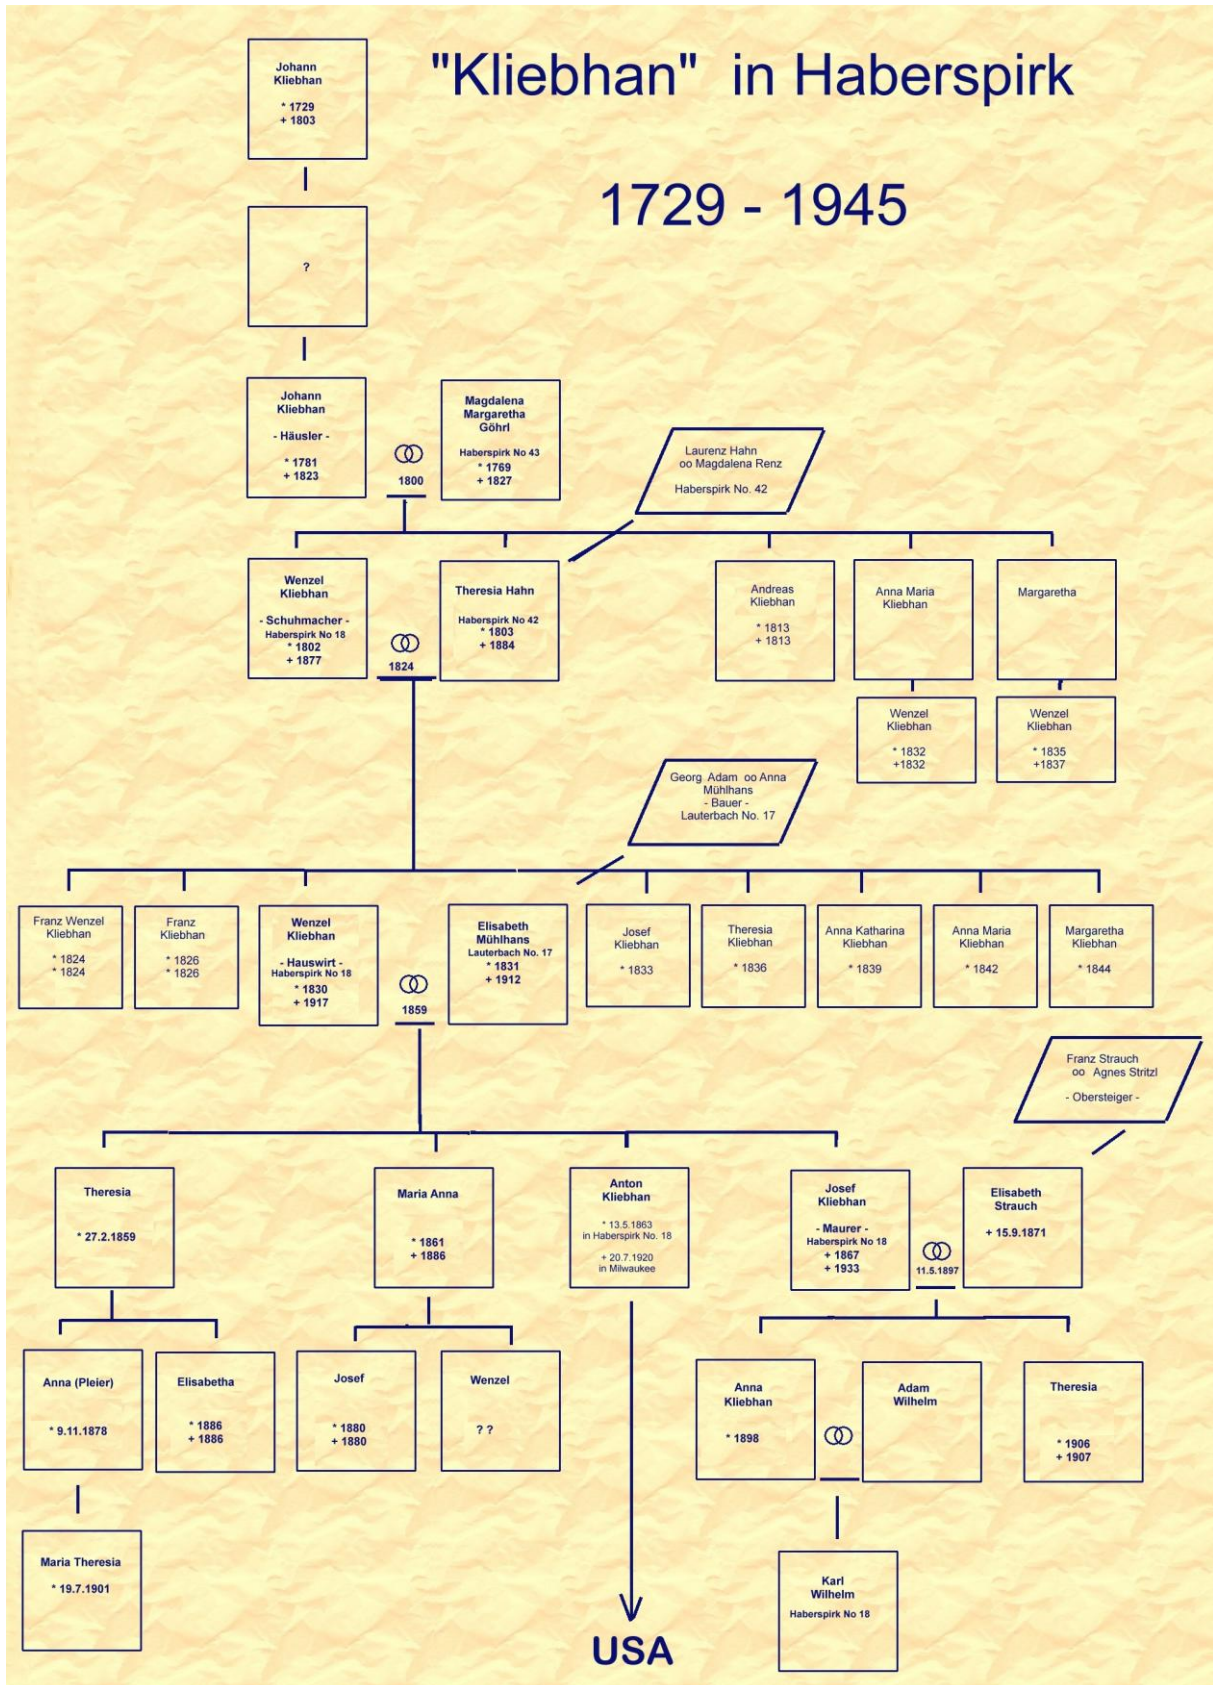 "Kliebhan" in Haberspirk
1729 - 1945
Johann
Kliebhan
* 1729
+ 1803
?
Johann
Kliebhan
- Häusler -
* 1781
+ 1823
1800
Magdalena
Margaretha
Göhrl
Haberspirk No 43
* 1769
+ 1827
Laurenz Hahn
oo Magdalena Renz
Haberspirk No. 42
Wenzel
Kliebhan
- Schuhmacher -
Haberspirk No 18
* 1802
+ 1877
1824
Theresia Hahn
Haberspirk No 42
* 1803
+ 1884
Andreas
Kliebhan
* 1813
+ 1813
Anna Maria
Kliebhan
Margaretha
Wenzel
Kliebhan
* 1832
+1832
Wenzel
Kliebhan
* 1835
+1837
Georg Adam oo Anna
Mühlhans
- Bauer -
Lauterbach No. 17
Franz Wenzel
Kliebhan
* 1824
* 1824
Franz
Kliebhan
* 1826
* 1826
Wenzel
Kliebhan
- Hauswirt -
Haberspirk No 18
* 1830
+ 1917
1859
Elisabeth
Mühlhans
Lauterbach No. 17
* 1831
+ 1912
Josef
Kliebhan
* 1833
Theresia
Kliebhan
* 1836
Anna Katharina
Kliebhan
* 1839
Anna Maria
Kliebhan
* 1842
Margaretha
Kliebhan
* 1844
Franz Strauch
oo Agnes Stritzl
- Obersteiger -
Theresia
* 27.2.1859
Maria Anna
* 1861
+ 1886
Anton
Kliebhan
* 13.5.1863
in Haberspirk No. 18
+ 20.7.1920
in Milwaukee
Josef
Kliebhan
- Maurer -
Haberspirk No 18
+ 1867
+ 1933
11.5.1897
Elisabeth
Strauch
+ 15.9.1871
Anna (Pleier)
* 9.11.1878
Elisabetha
* 1886
+ 1886
Josef
* 1880
+ 1880
Wenzel
? ?
Anna
Kliebhan
* 1898
Adam
Wilhelm
Theresia
* 1906
+ 1907
Maria Theresia
* 19.7.1901
USA
Karl
Wilhelm
Haberspirk No 18